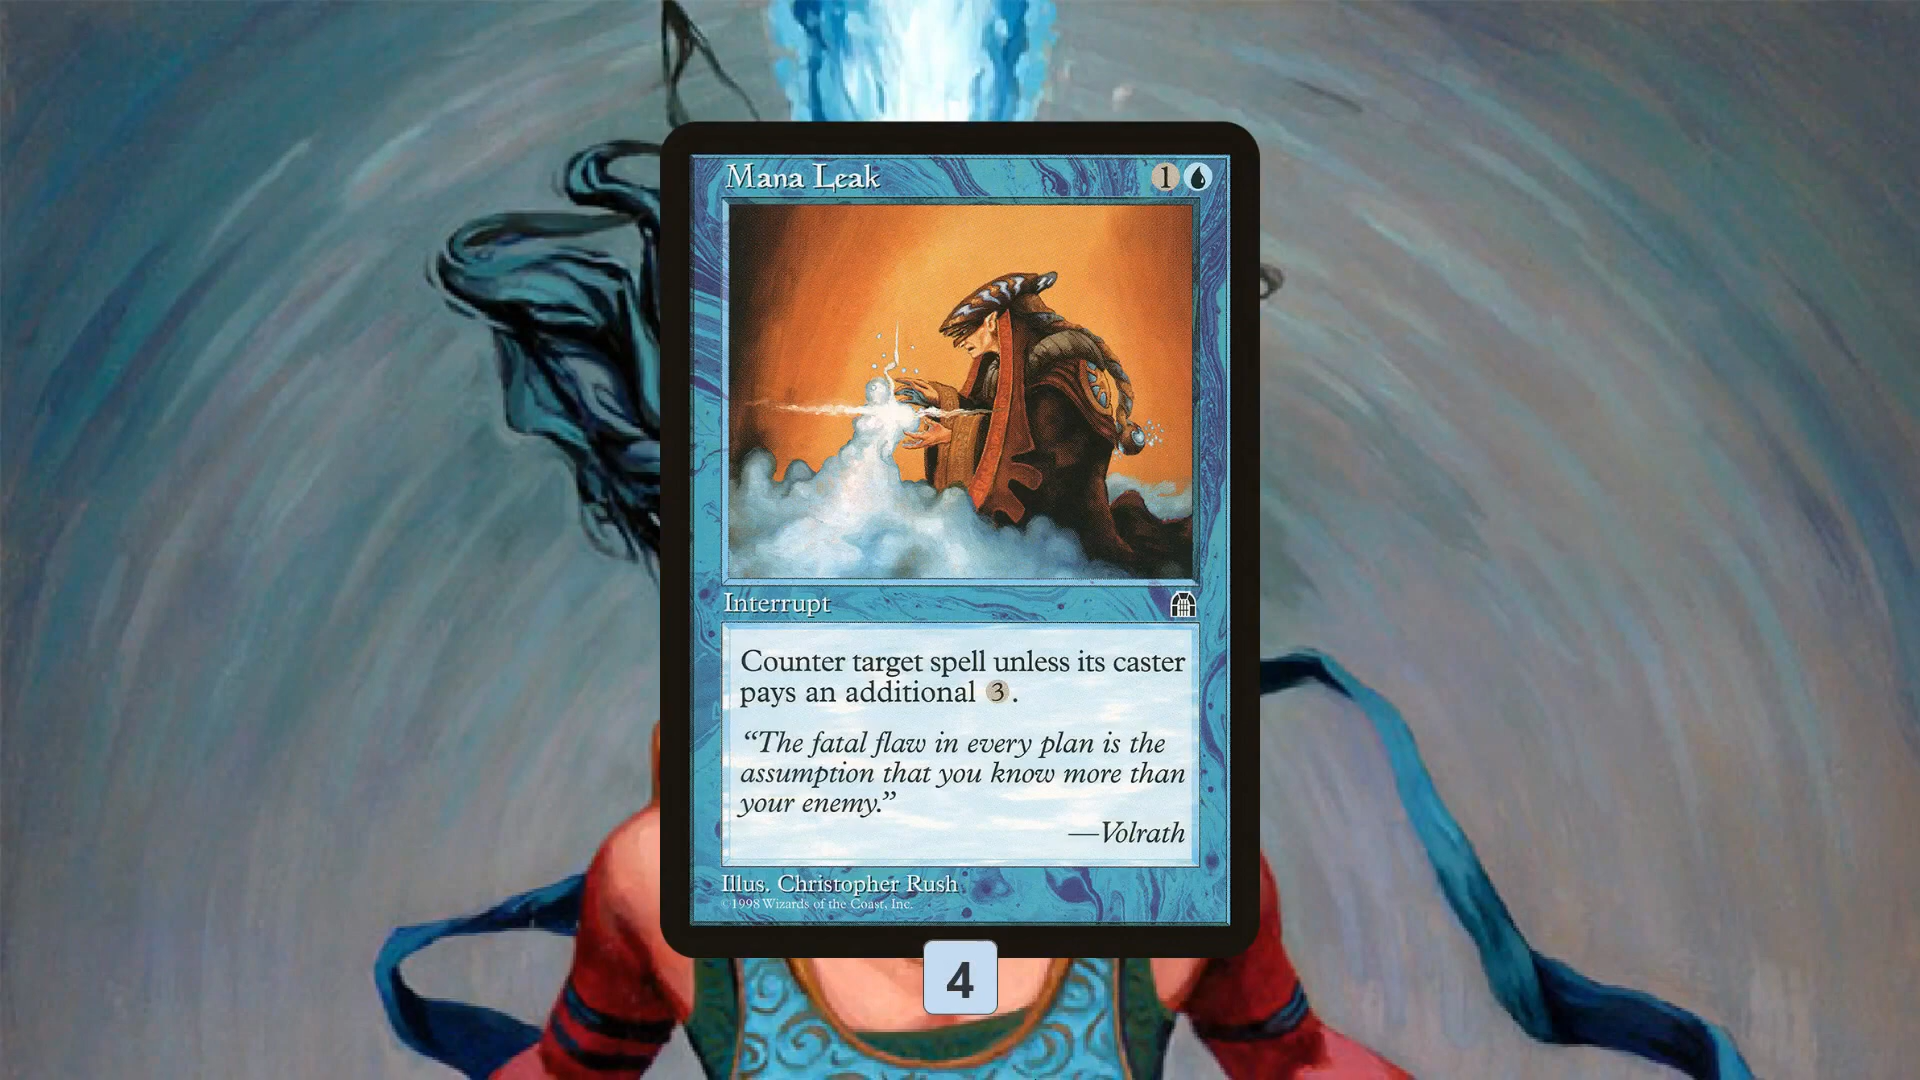 Mana Leak 1
Interrupt
Counter target spell unless its caster
pays an additional 3.
“The fatal flaw in every plan is the
assumption that you know more than
your enemy.”
—Volrath
Illus. Christopher Rush
©1998 Wizards of the Coast, Inc.
4